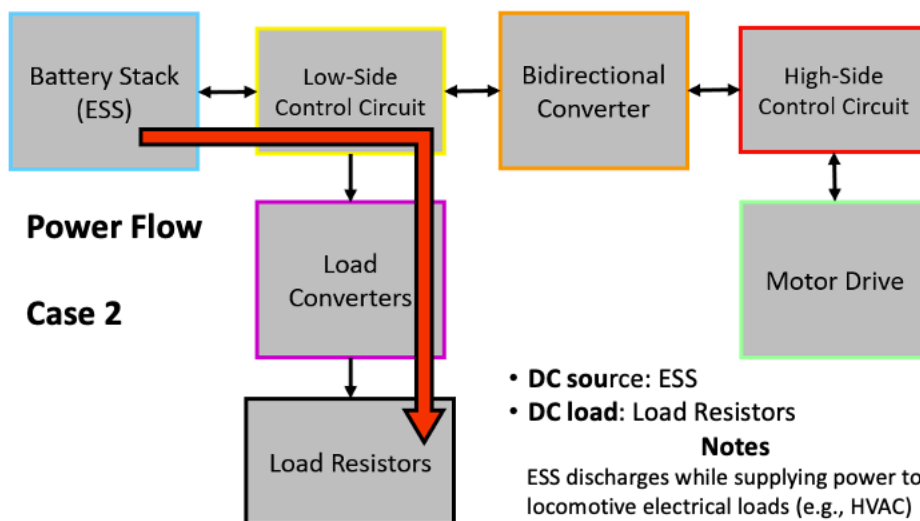 Battery Stack
(ESS)
Low-Side
Control Circuit
Bidirectional
Converter
High-Side
Control Circuit
Power Flow
Case 2
Load
Converters
Motor Drive
Load Resistors
• DC source: ESS
• DC load: Load Resistors
Notes
ESS discharges while supplying power to
locomotive electrical loads (e.g., HVAC)